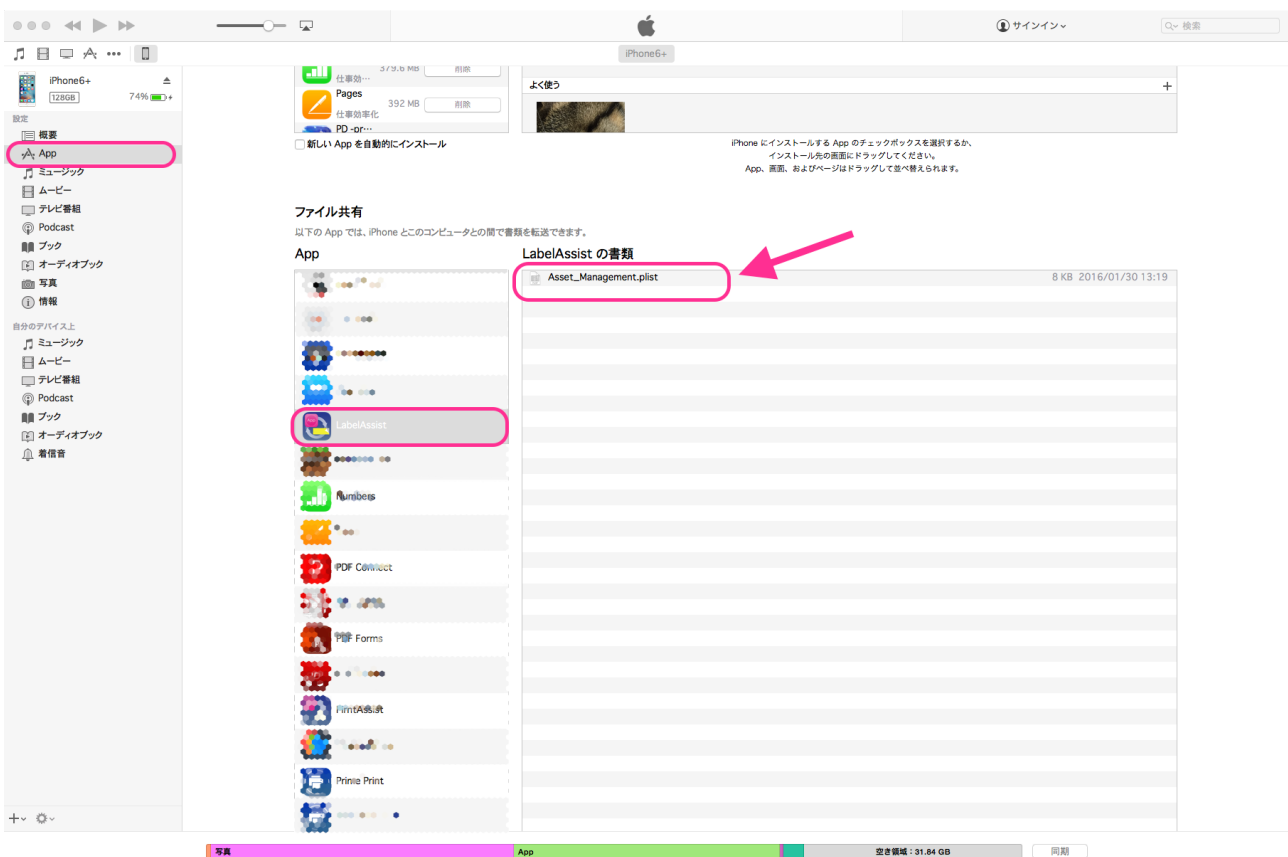 サインイン
検索
iPhone6+
iPhone6+
128GB
74%
設定
概要
App
ミュージック
ムービー
テレビ番組
Podcast
ブック
オーディオブック
写真
情報
自分のデバイス上
ミュージック
ムービー
テレビ番組
Podcast
ブック
オーディオブック
着信音
379.6 MB
削除
仕事効…
Pages
392 MB
削除
仕事効率化
PD -pr…
新しい App を自動的にインストール
よく使う
iPhone にインストールする App のチェックボックスを選択するか、
インストール先の画面にドラッグしてください。
App、画面、およびページはドラッグして並べ替えられます。
ファイル共有
以下の App では、iPhone とこのコンピュータとの間で書類を転送できます。
App
LabelAssist の書類
Asset_Management.plist
8 KB 2016/01/30 13:19
LabelAssist
Numbers
PDF Connect
PDF Forms
PirntAssist
Prime Print
写真
App
空き領域：31.84 GB
同期